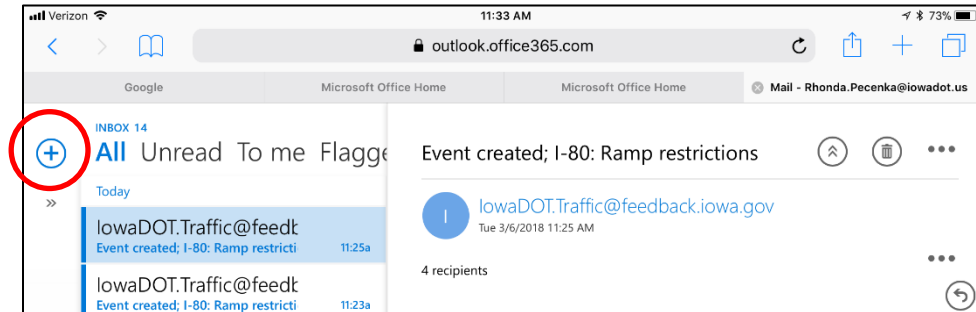 Verizon 11:33 AM 73%
outlook.office365.com
Google Microsoft Office Home Microsoft Office Home Mail - Rhonda.Pecenka@iowadot.us
INBOX 14
All Unread To me Flagge
Today
IowaDOT.Traffic@feedb
Event created; I-80: Ramp restricti 11:25a
IowaDOT.Traffic@feedb
Event created; I-80: Ramp restricti 11:23a
Event created; I-80: Ramp restrictions
I
IowaDOT.Traffic@feedback.iowa.gov
Tue 3/6/2018 11:25 AM
4 recipients